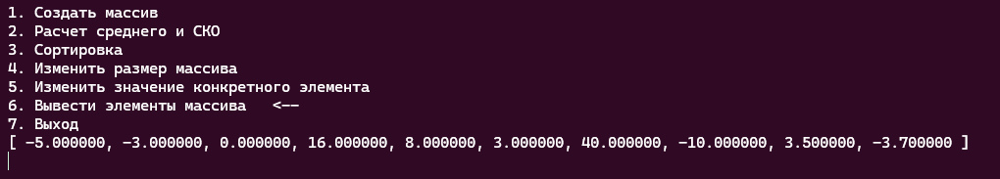 1. Создать массив
2. Расчет среднего и СКО
3. Сортировка
4. Изменить размер массива
5. Изменить значение конкретного элемента
6. Вывести элементы массива   <--
7. Выход
[ -5.000000, -3.000000, 0.000000, 16.000000, 8.000000, 3.000000, 40.000000, -10.000000, 3.500000, -3.700000 ]